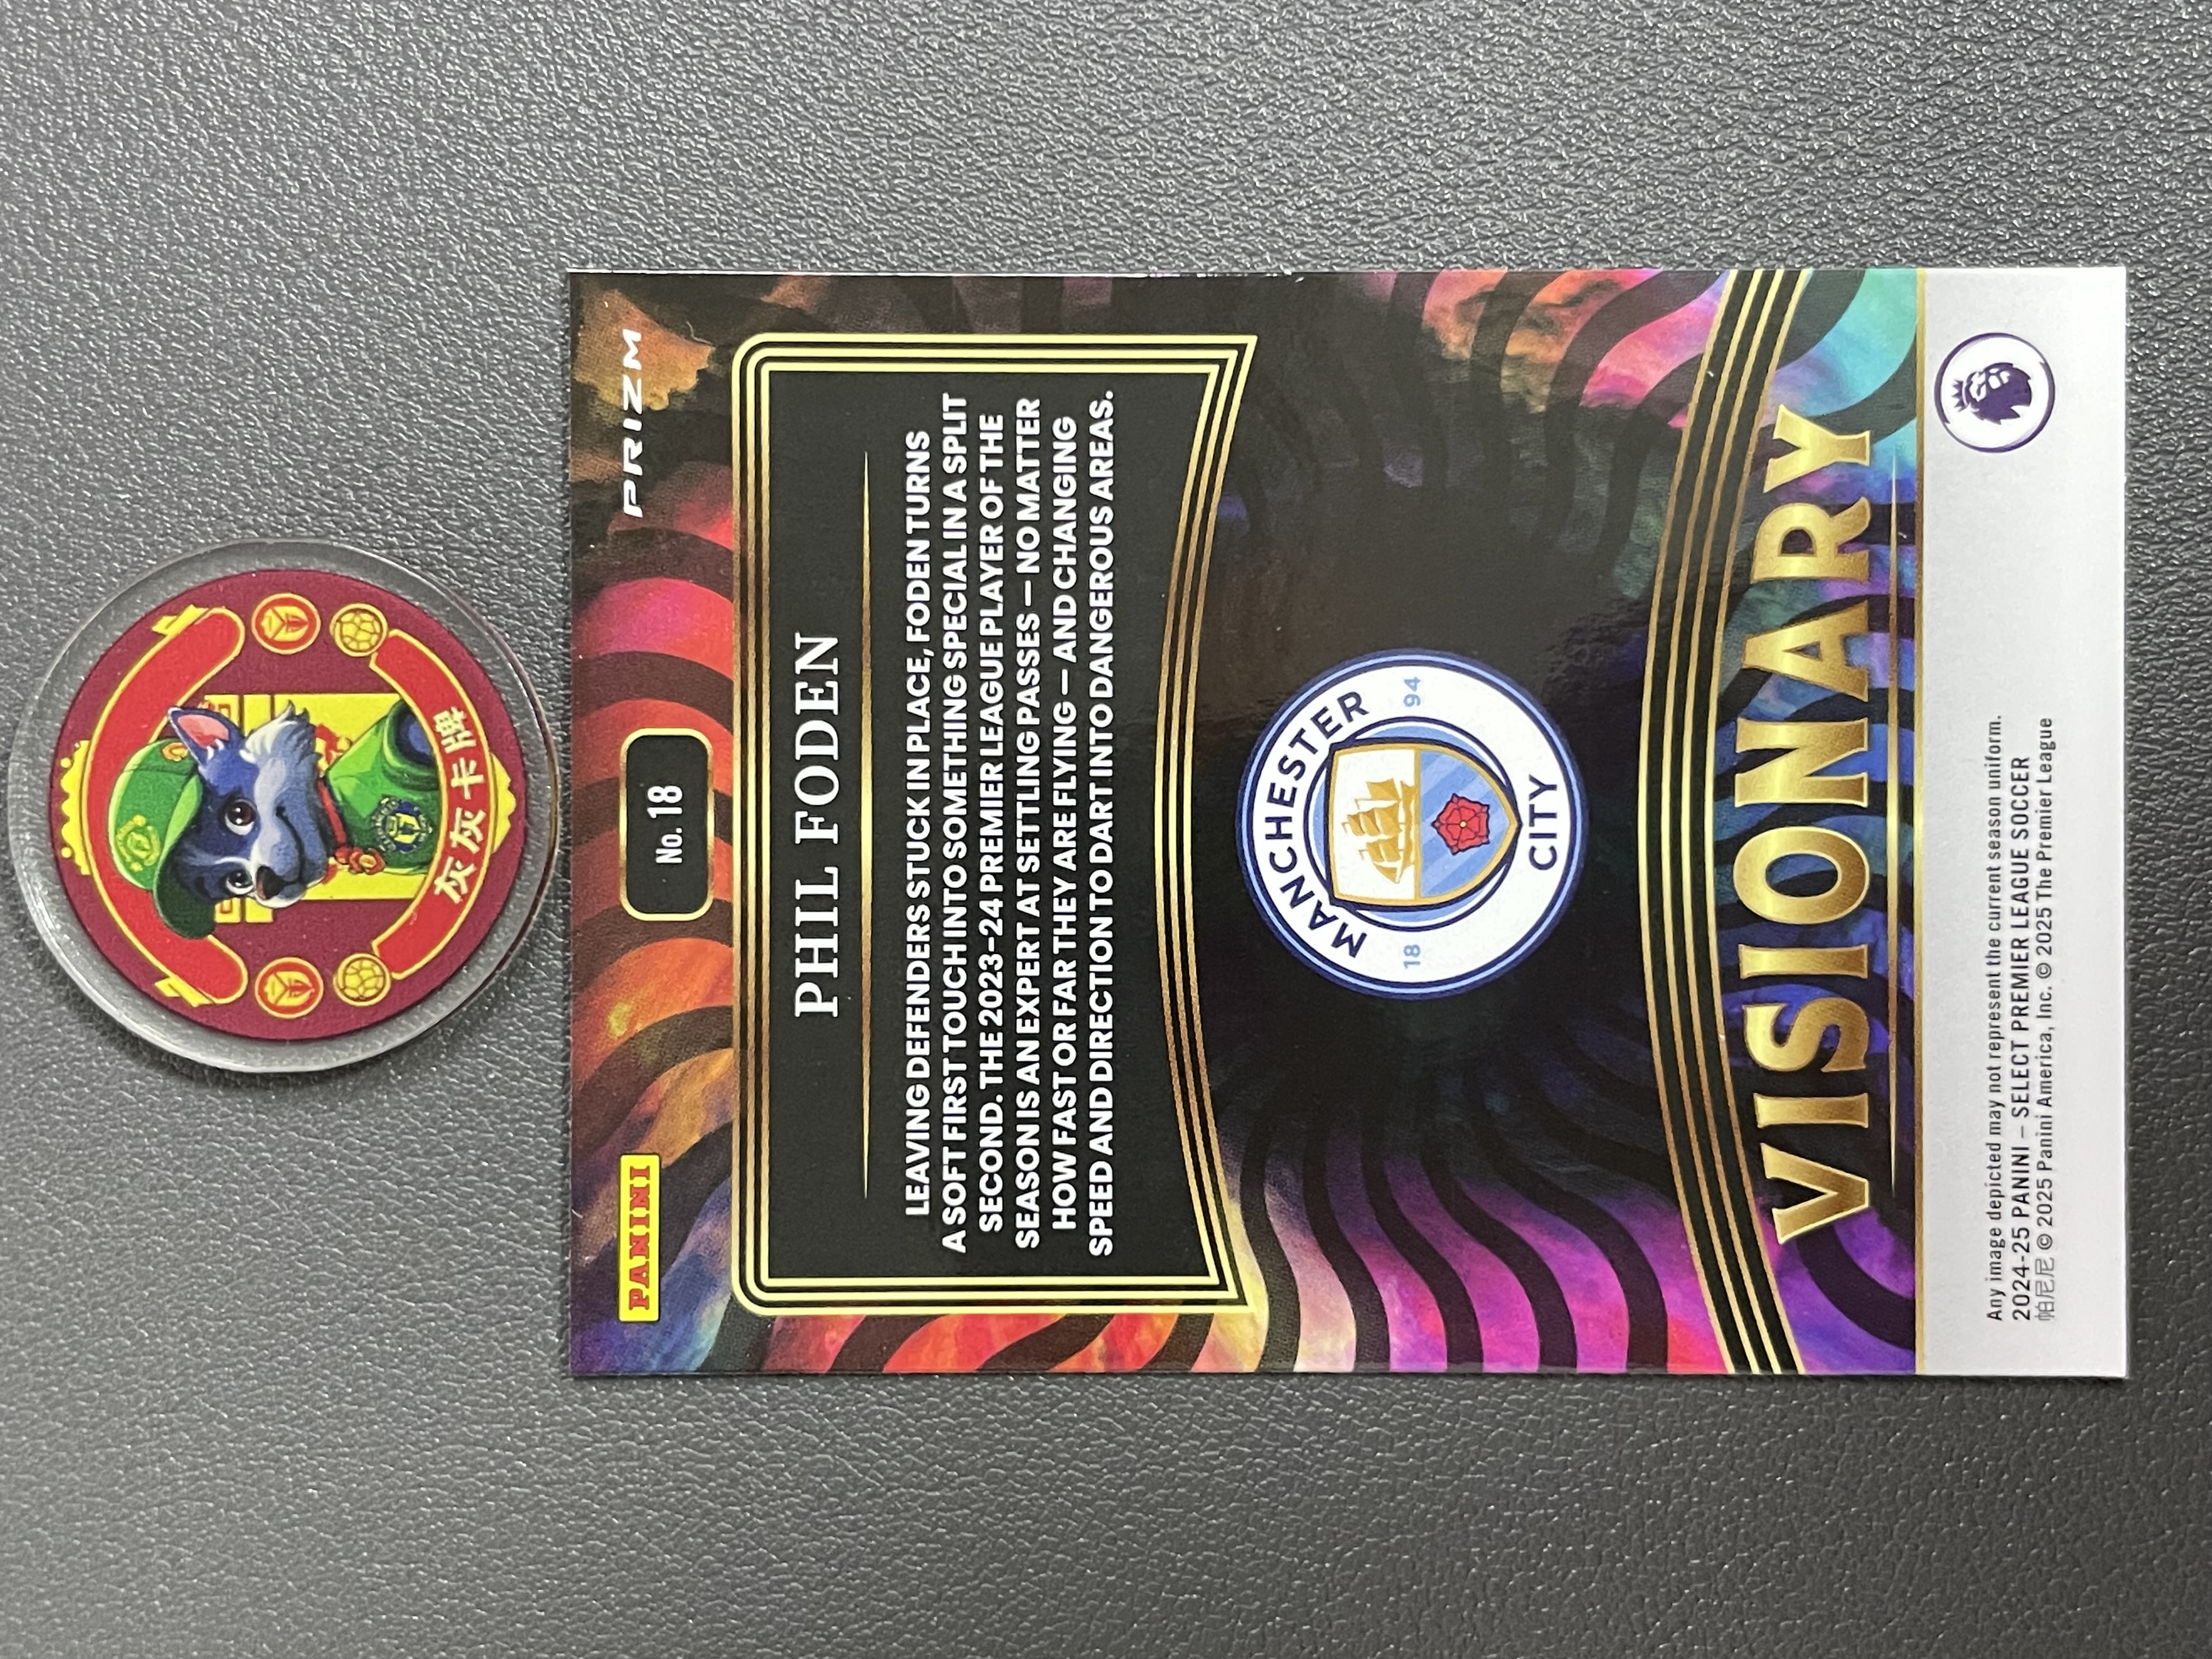 灰灰卡牌
PANINI
No. 18
PRIZM
PHIL FODEN
LEAVING DEFENDERS STUCK IN PLACE, FODEN TURNS
A SOFT FIRST TOUCH INTO SOMETHING SPECIAL IN A SPLIT
SECOND. THE 2023-24 PREMIER LEAGUE PLAYER OF THE
SEASON IS AN EXPERT AT SETTLING PASSES — NO MATTER
HOW FAST OR FAR THEY ARE FLYING — AND CHANGING
SPEED AND DIRECTION TO DART INTO DANGEROUS AREAS.
MANCHESTER
18 94
CITY
VISIONARY
Any image depicted may not represent the current season uniform.
2024-25 PANINI – SELECT PREMIER LEAGUE SOCCER
帕尼尼 © 2025 Panini America, Inc. © 2025 The Premier League